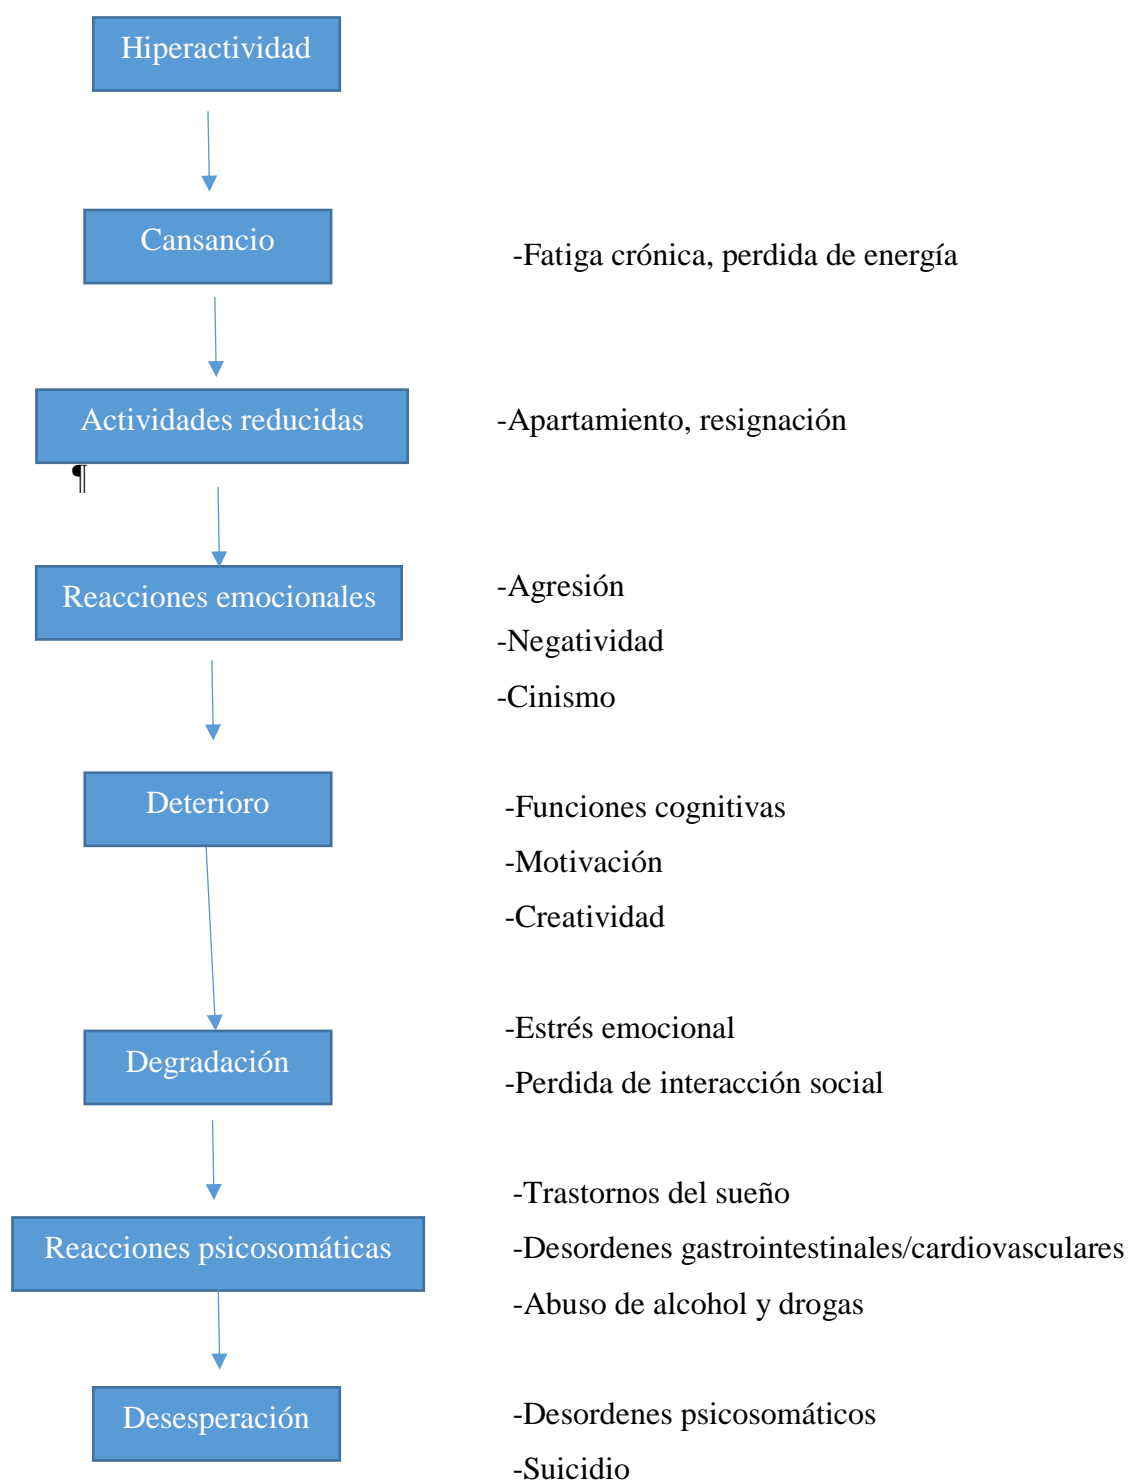 Hiperactividad
Cansancio
-Fatiga crónica, perdida de energía
Actividades reducidas
-Apartamiento, resignación
¶
Reacciones emocionales
-Agresión
-Negatividad
-Cinismo
Deterioro
-Funciones cognitivas
-Motivación
-Creatividad
Degradación
-Estrés emocional
-Perdida de interacción social
Reacciones psicosomáticas
-Trastornos del sueño
-Desordenes gastrointestinales/cardiovasculares
-Abuso de alcohol y drogas
Desesperación
-Desordenes psicosomáticos
-Suicidio